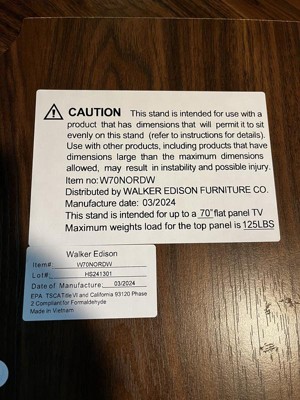 CAUTION This stand is intended for use with a
product that has dimensions that will permit it to sit
evenly on this stand (refer to instructions for details).
Use with other products, including products that have
dimensions large than the maximum dimensions
allowed, may result in instability and possible injury.
Item no: W70NORDW
Distributed by WALKER EDISON FURNITURE CO.
Manufacture date: 03/2024
This stand is intended for up to a 70" flat panel TV
Maximum weights load for the top panel is 125LBS
Walker Edison
Item#: W70NORDW
Lot#: HS241301
Date of Manufacture: 03/2024
EPA TSCA Title VI and California 93120 Phase
2 Compliant for Formaldehyde
Made in Vietnam